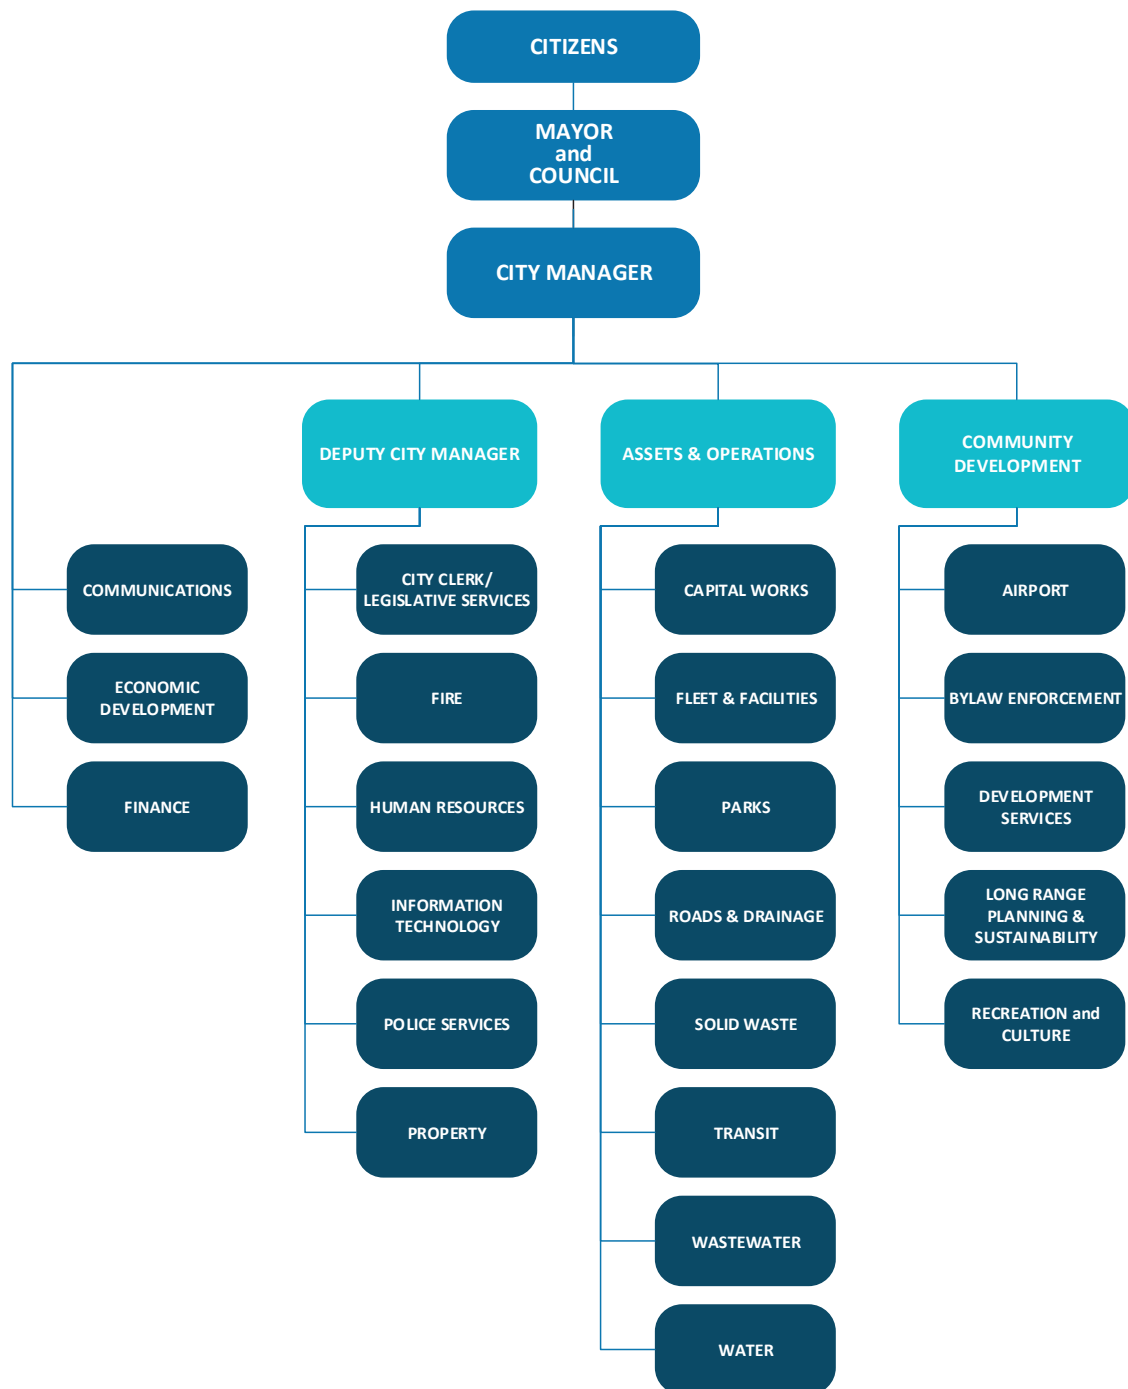 CITIZENS
MAYOR
and
COUNCIL
CITY MANAGER
DEPUTY CITY MANAGER
ASSETS & OPERATIONS
COMMUNITY
DEVELOPMENT
COMMUNICATIONS
ECONOMIC
DEVELOPMENT
FINANCE
CITY CLERK/
LEGISLATIVE SERVICES
FIRE
HUMAN RESOURCES
INFORMATION
TECHNOLOGY
POLICE SERVICES
PROPERTY
CAPITAL WORKS
FLEET & FACILITIES
PARKS
ROADS & DRAINAGE
SOLID WASTE
TRANSIT
WASTEWATER
WATER
AIRPORT
BYLAW ENFORCEMENT
DEVELOPMENT
SERVICES
LONG RANGE
PLANNING &
SUSTAINABILITY
RECREATION and
CULTURE